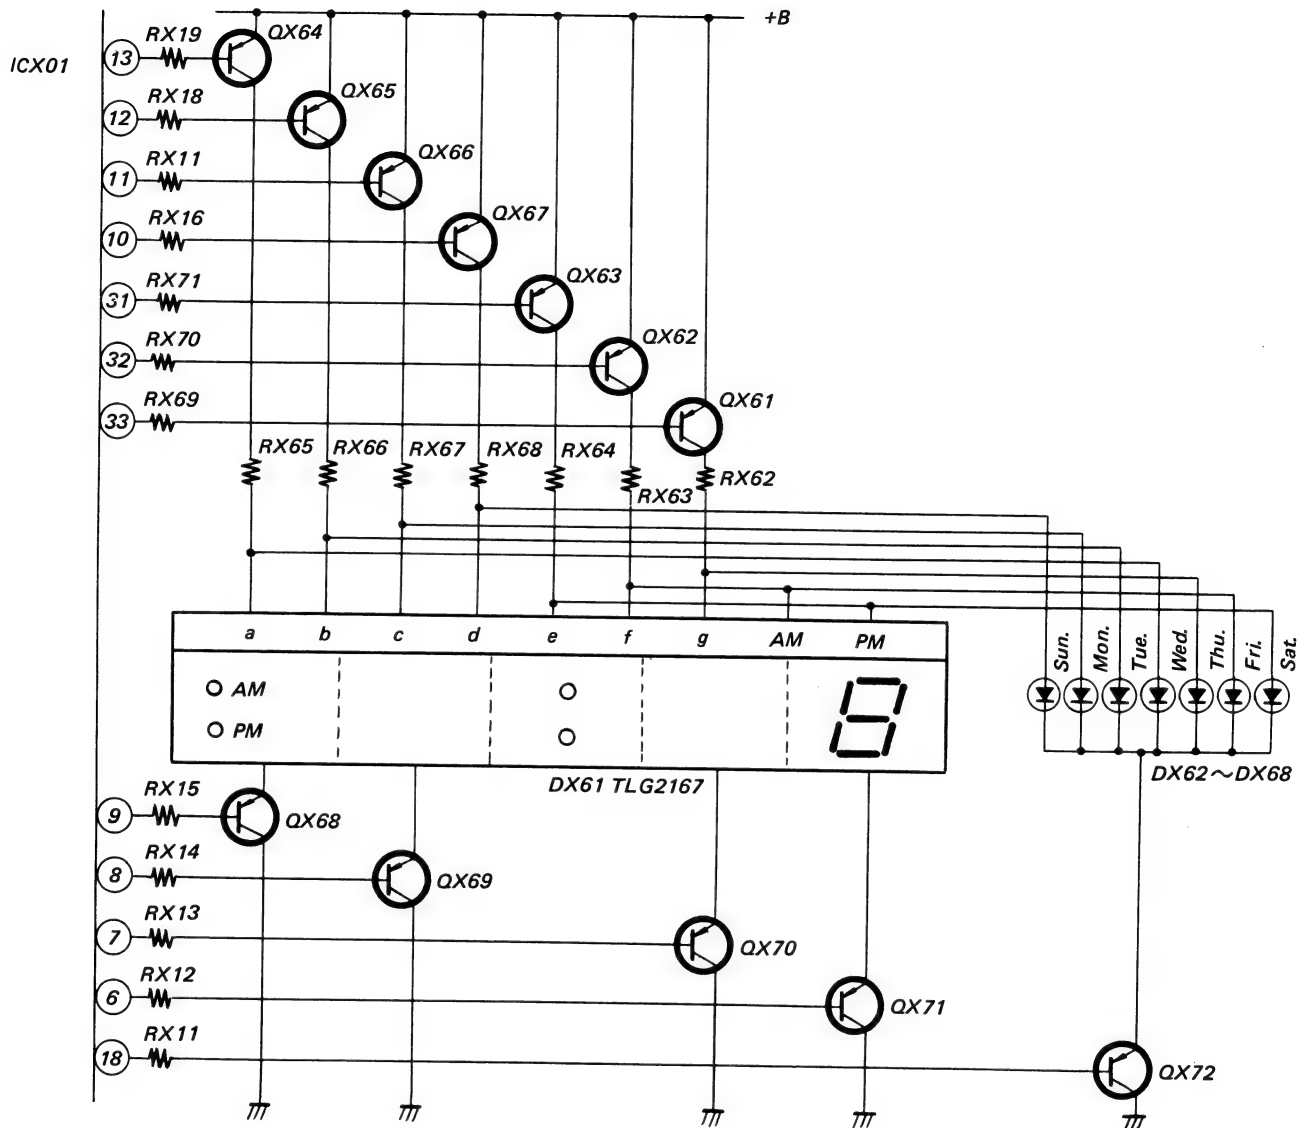 +B
ICX01
13 RX19 QX64
12 RX18 QX65
11 RX11 QX66
10 RX16 QX67
31 RX71 QX63
32 RX70 QX62
33 RX69 QX61
RX65 RX66 RX67 RX68 RX64 RX63 RX62
a b c d e f g AM PM
AM
PM
Sun. Mon. Tue. Wed. Thu. Fri. Sat.
DX61 TLG2167
DX62～DX68
9 RX15 QX68
8 RX14 QX69
7 RX13 QX70
6 RX12 QX71
18 RX11 QX72